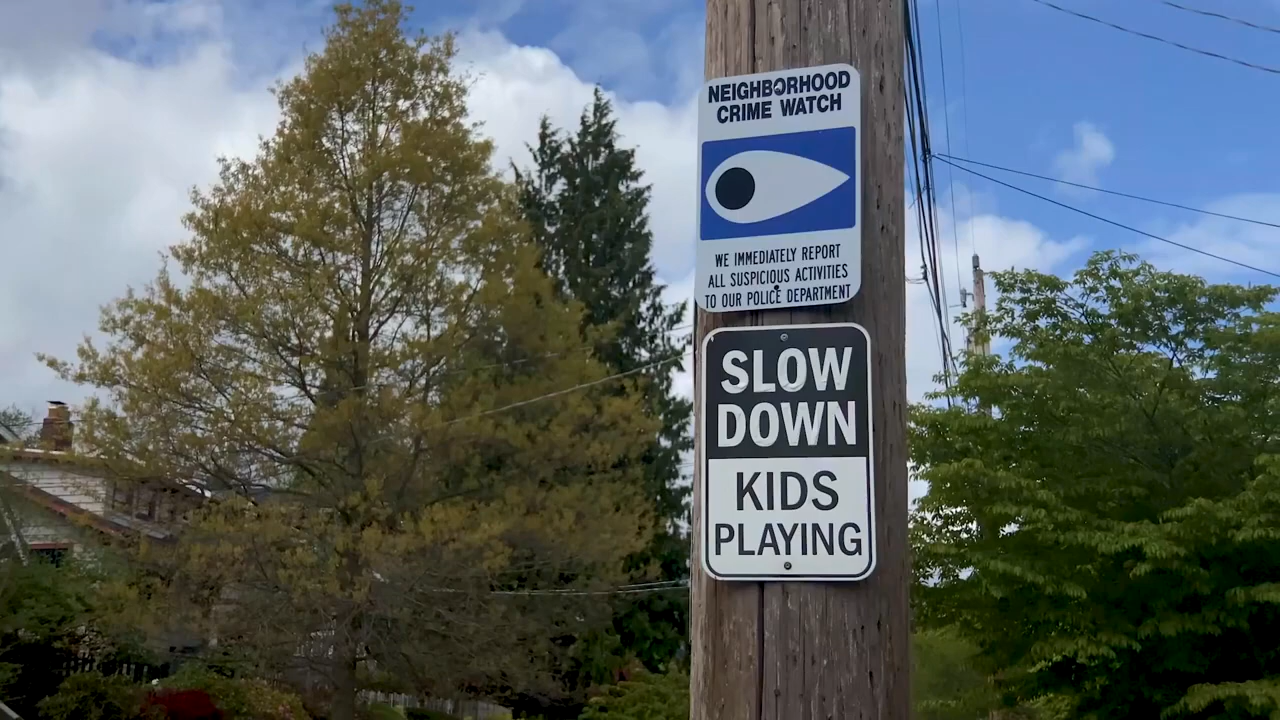 NEIGHBORHOOD
CRIME WATCH
WE IMMEDIATELY REPORT
ALL SUSPICIOUS ACTIVITIES
TO OUR POLICE DEPARTMENT
SLOW
DOWN
KIDS
PLAYING